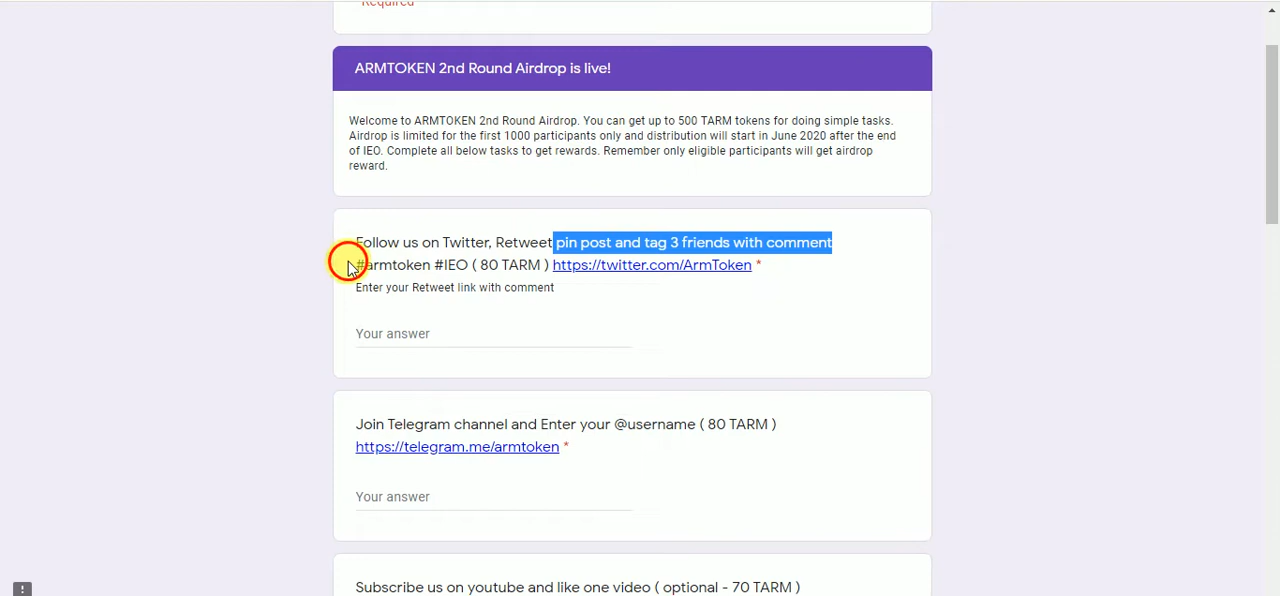 Required
ARMTOKEN 2nd Round Airdrop is live!
Welcome to ARMTOKEN 2nd Round Airdrop. You can get up to 500 TARM tokens for doing simple tasks.
Airdrop is limited for the first 1000 participants only and distribution will start in June 2020 after the end
of IEO. Complete all below tasks to get rewards. Remember only eligible participants will get airdrop
reward.
Follow us on Twitter, Retweet pin post and tag 3 friends with comment
#armtoken #IEO ( 80 TARM ) https://twitter.com/ArmToken *
Enter your Retweet link with comment
Your answer
Join Telegram channel and Enter your @username ( 80 TARM )
https://telegram.me/armtoken *
Your answer
Subscribe us on youtube and like one video ( optional - 70 TARM )